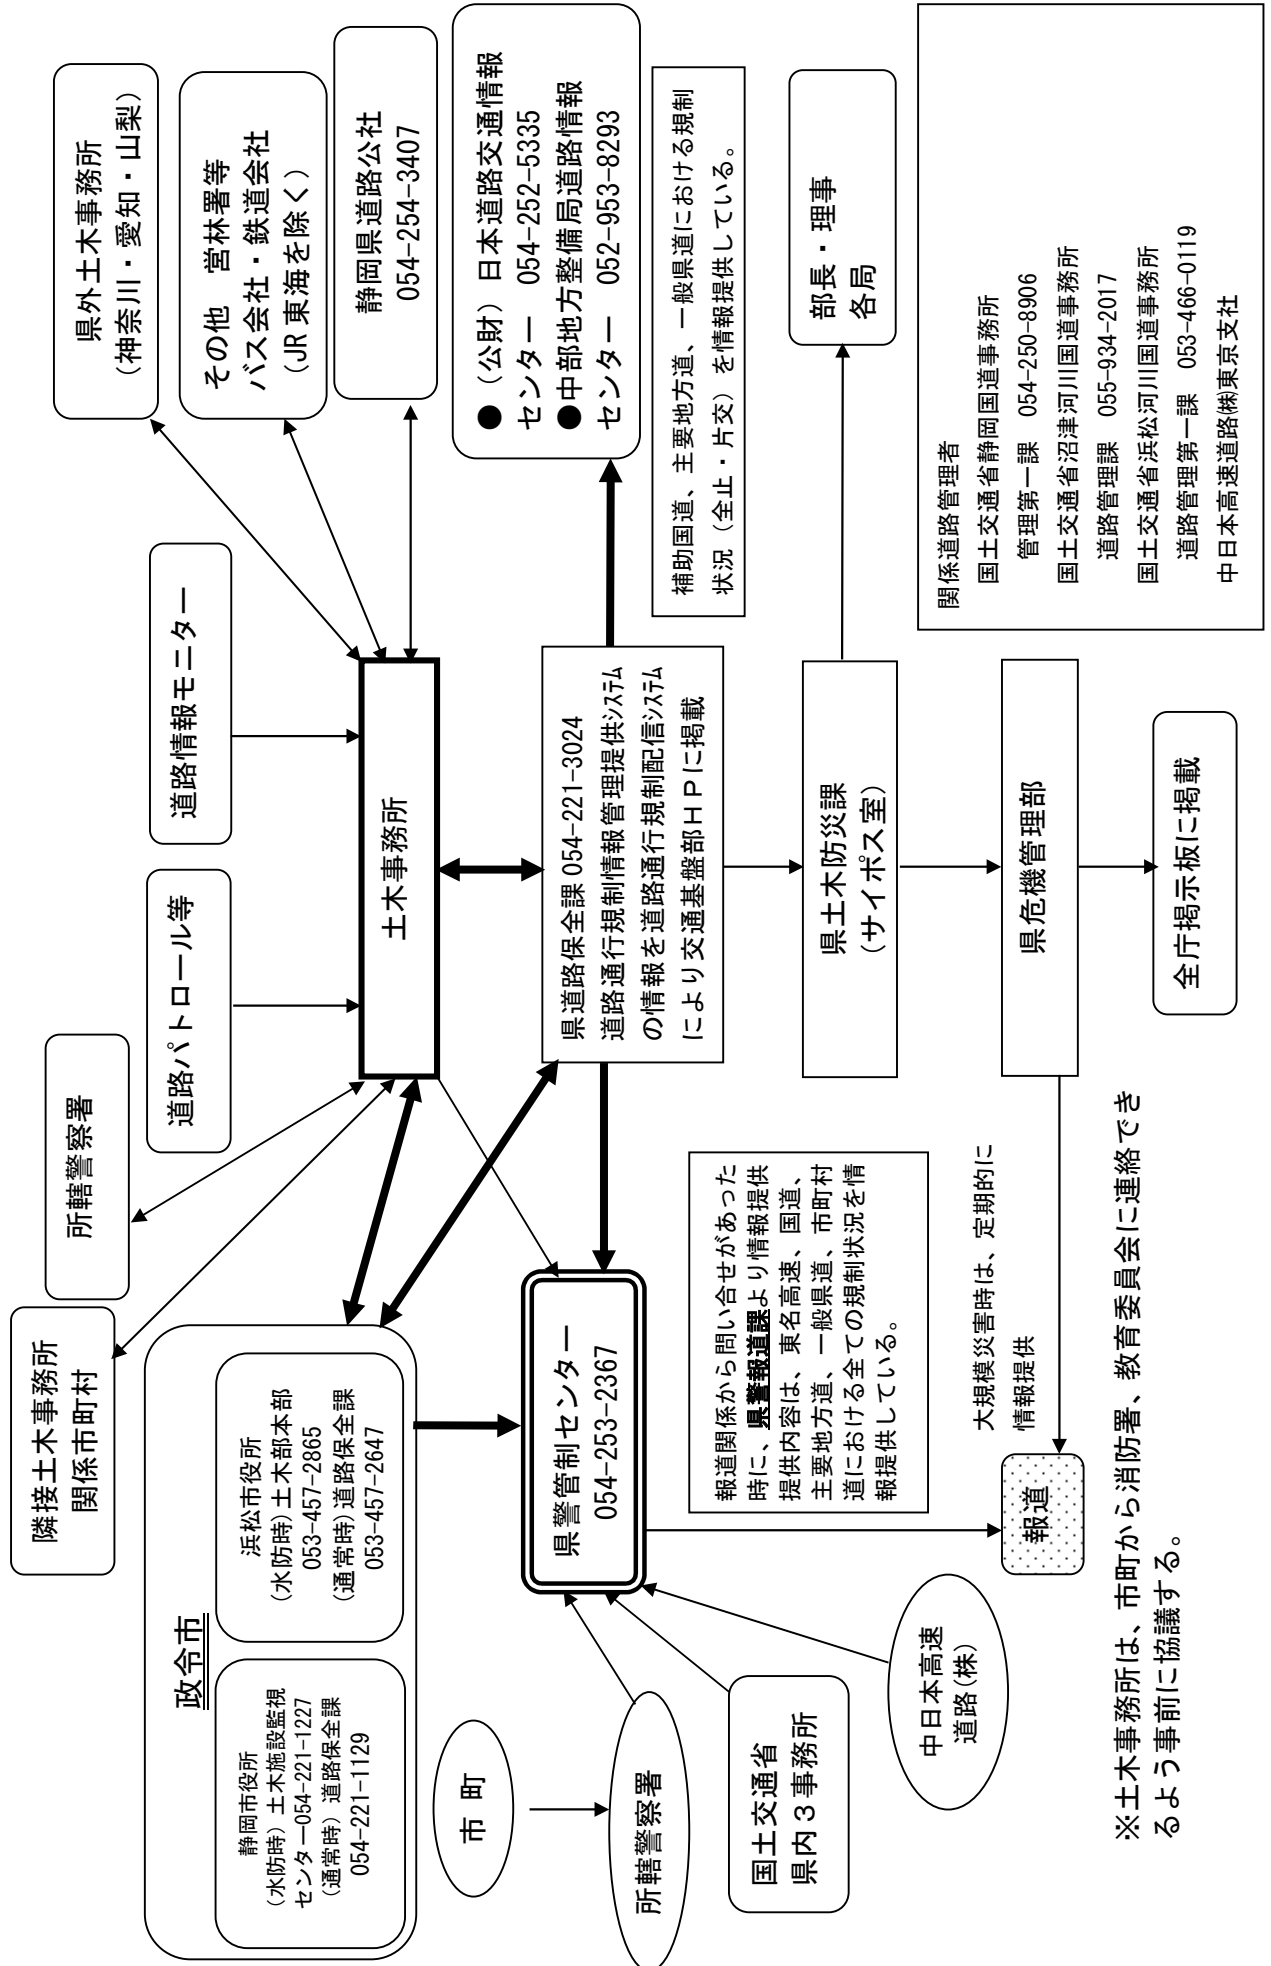 隣接土木事務所
関係市町村
所轄警察署
道路パトロール等
道路情報モニター
県外土木事務所
(神奈川・愛知・山梨)
その他 営林署等
バス会社・鉄道会社
(JR東海を除く)
静岡県道路公社
054-254-3407
政令市
静岡市役所
(水防時)土木施設監視
センター054-221-1227
(通常時)道路保全課
054-221-1129
浜松市役所
(水防時)土木部本部
053-457-2865
(通常時)道路保全課
053-457-2647
土木事務所
●(公財)日本道路交通情報
センター 054-252-5335
●中部地方整備局道路情報
センター 052-953-8293
市 町
県警管制センター
054-253-2367
県道路保全課 054-221-3024
道路通行規制情報管理提供システム
の情報を道路通行規制配信システム
により交通基盤部HPに掲載
補助国道、主要地方道、一般県道における規制
状況(全止・片交)を情報提供している。
所轄警察署
報道関係から問い合せがあった
時に、県警報道課より情報提供
提供内容は、東名高速、国道、
主要地方道、一般県道、市町村
道における全ての規制状況を情
報提供している。
県土木防災課
(サイポス室)
部長・理事
各局
国土交通省
県内3事務所
中日本高速
道路(株)
大規模災害時は、定期的に
情報提供
報道
県危機管理部
関係道路管理者
国土交通省静岡国道事務所
管理第一課 054-250-8906
国土交通省沼津河川国道事務所
道路管理課 055-934-2017
国土交通省浜松河川国道事務所
道路管理第一課 053-466-0119
中日本高速道路㈱東京支社
全庁掲示板に掲載
※土木事務所は、市町から消防署、教育委員会に連絡でき
るよう事前に協議する。